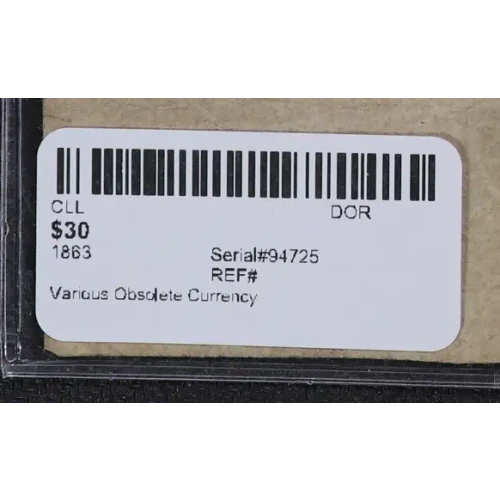 CLL DOR
$30
1863 Serial#94725
REF#
Various Obsolete Currency